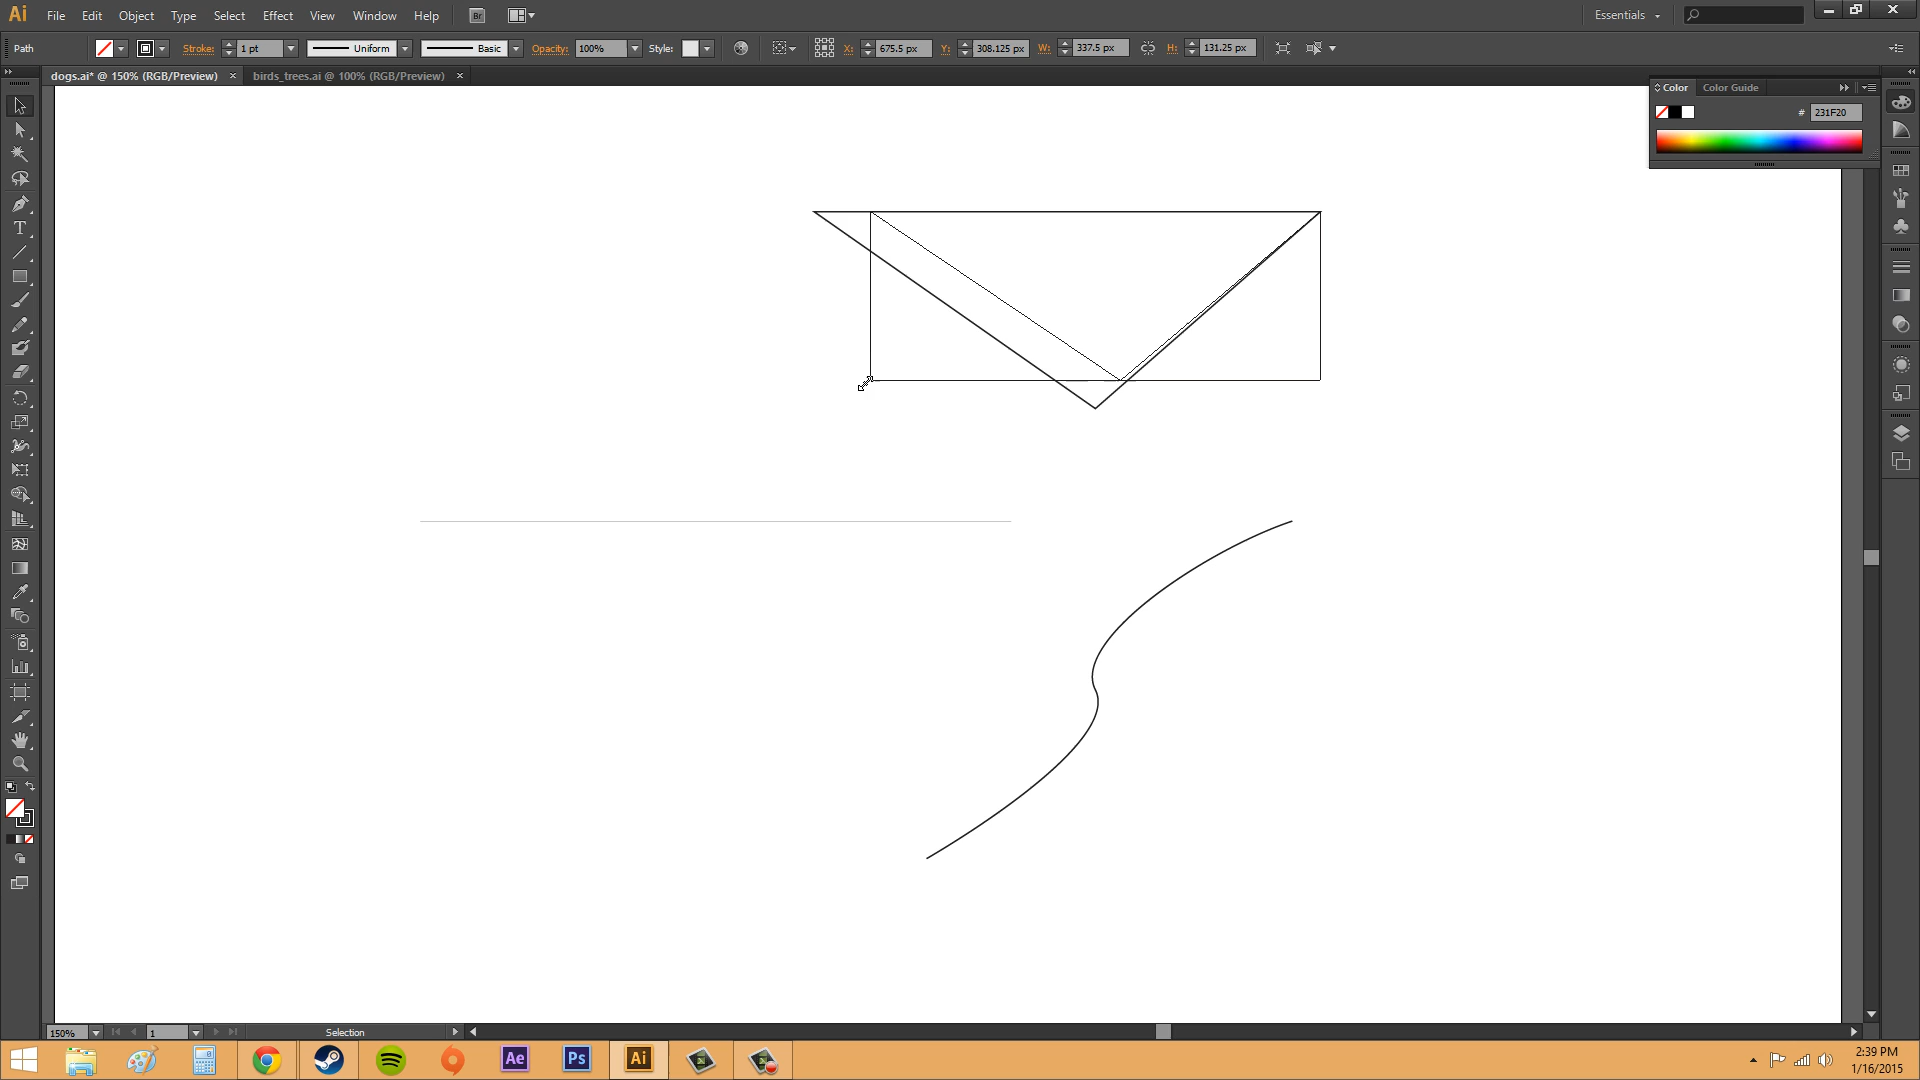 Ai File Edit Object Type Select Effect View Window Help Br Essentials
Path Stroke: 1 pt Uniform Basic Opacity: 100% Style: X: 675.5 px Y: 308.125 px W: 337.5 px H: 131.25 px
dogs.ai* @ 150% (RGB/Preview) × birds_trees.ai @ 100% (RGB/Preview) ×
Color Color Guide
# 231F20
T
150% 1 Selection
Ae Ps Ai
2:39 PM
1/16/2015